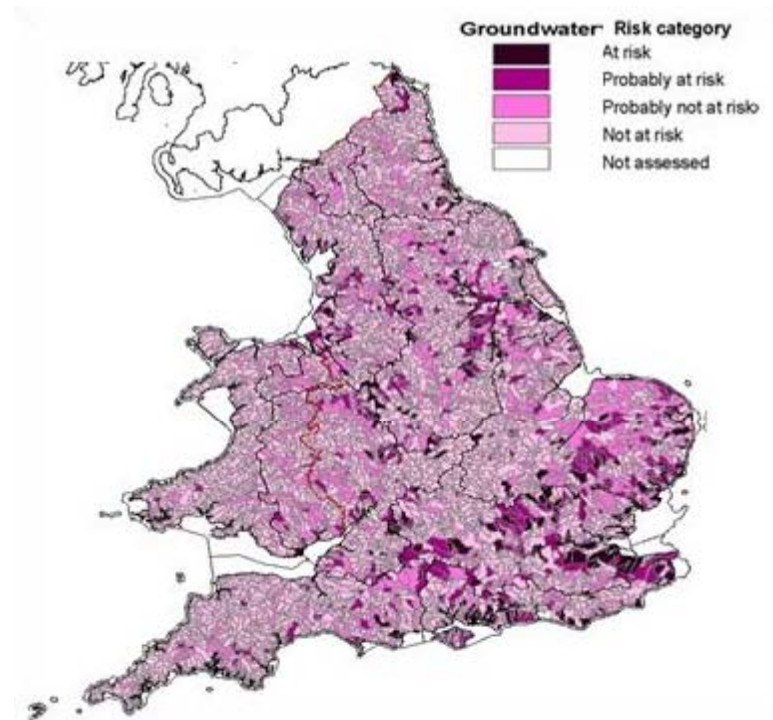 Groundwater Risk category
At risk
Probably at risk
Probably not at risk
Not at risk
Not assessed